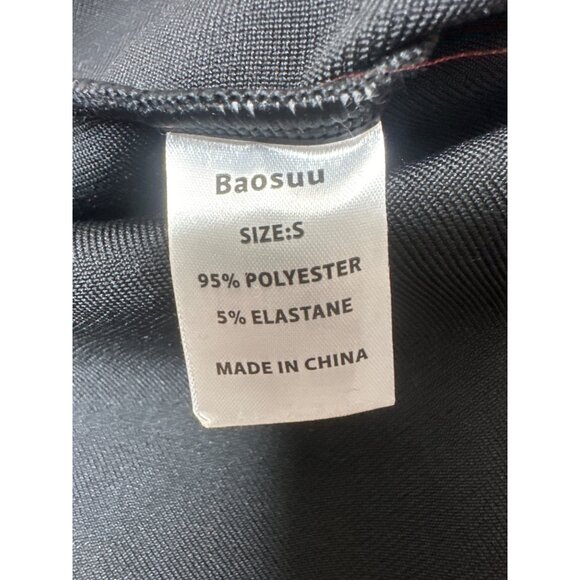 Baosuu
SIZE:S
95% POLYESTER
5% ELASTANE
MADE IN CHINA